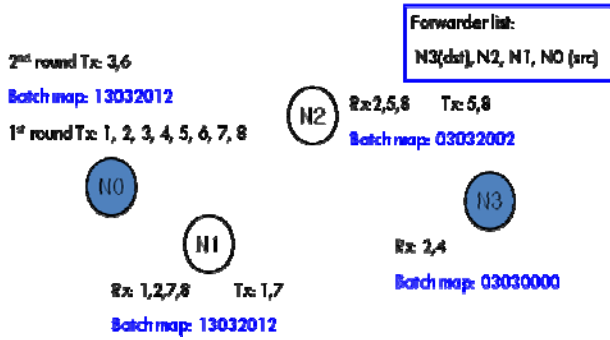 Forwarder list:
N3(dst), N2, N1, N0 (src)
2nd round Tx: 3,6
Batch map: 13032012
1st round Tx: 1, 2, 3, 4, 5, 6, 7, 8
N0
N2
Rx: 2,5,8 Tx: 5,8
Batch map: 03032002
N1
Rx: 1,2,7,8 Tx: 1,7
Batch map: 13032012
N3
Rx: 2,4
Batch map: 03030000